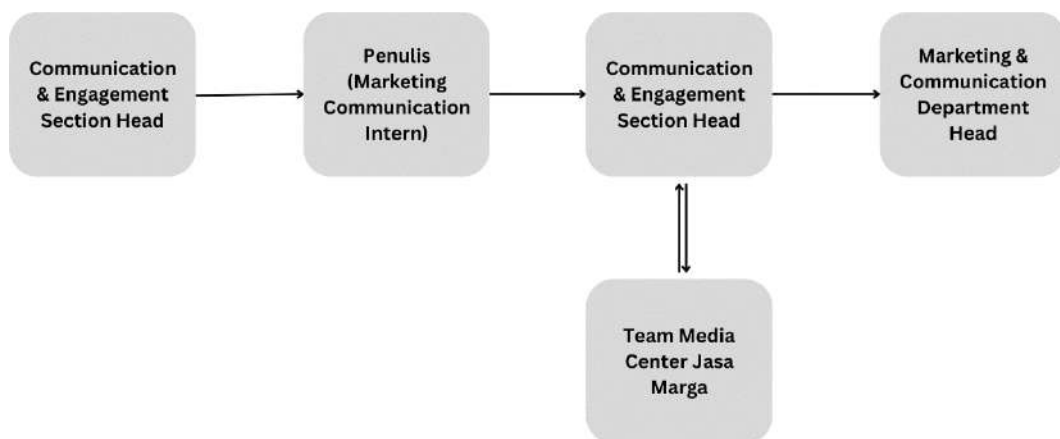 Communication
& Engagement
Section Head
Penulis
(Marketing
Communication
Intern)
Communication
& Engagement
Section Head
Marketing &
Communication
Department
Head
Team Media
Center Jasa
Marga